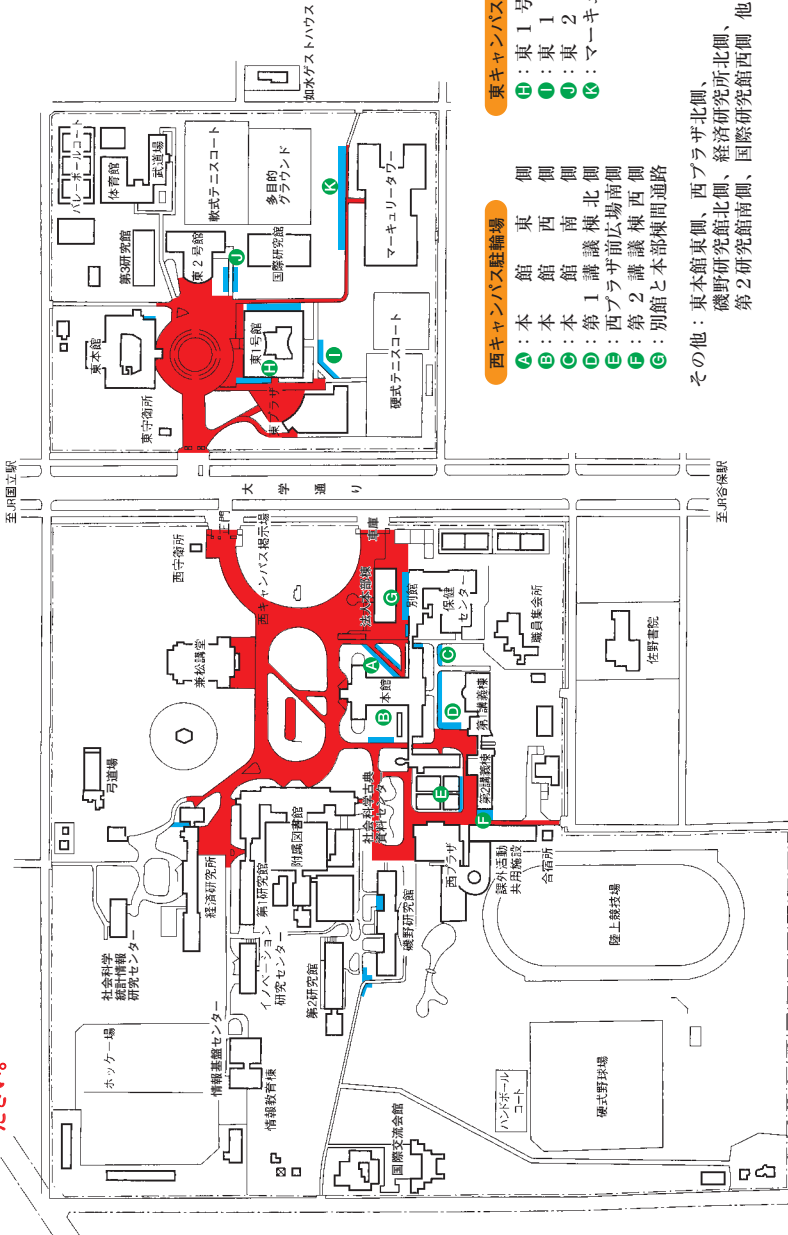 ださい。
至JR国立駅
如水ゲストハウス
バレーボールコート
体育館
武道場
第3研究館
軟式テニスコート
多目的
グラウンド
東2号館
J
国際研究館
K
マーキュリータワー
東本館
東守衛所
東1号館
H
I
東プラザ
硬式テニスコート
大学通り
至JR谷保駅
西守衛所
正門
西キャンパス掲示場
車庫
法人本部棟
G
別館
保健
センター
職員集会所
佐野書院
兼松講堂
A
本館
B
C
D
第1講義棟
第2講義棟
E
F
弓道場
経済研究所
社会科学
統計情報
研究センター
附属図書館
第1研究館
社会科学古典
資料センター
西プラザ
課外活動
共用施設
合宿所
イノベーション
研究センター
第2研究館
磯野研究館
陸上競技場
ホッケー場
情報基盤センター
情報教育棟
国際交流会館
ハンドボール
コート
硬式野球場
西キャンパス駐輪場
A：本館東側
B：本館西側
C：本館南側
D：第1講義棟北側
E：西プラザ前広場南側
F：第2講義棟西側
G：別館と本部棟間通路
東キャンパス
H：東1号
I：東1
J：東2
K：マーキュ
その他：東本館東側、西プラザ北側、
磯野研究館北側、経済研究所北側、
第2研究館南側、国際研究館西側 他